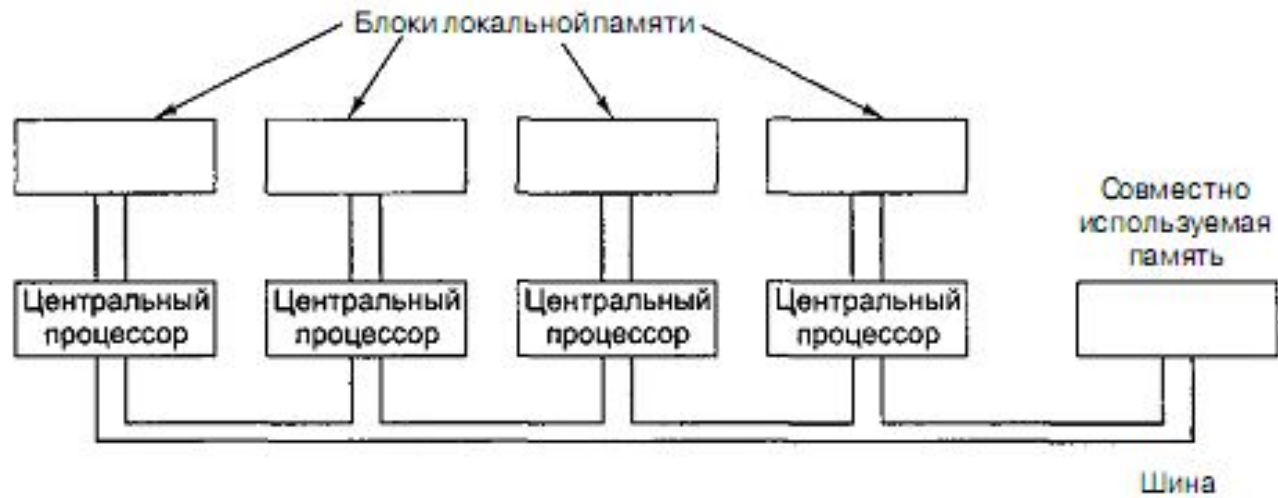 Блоки локальной памяти
Совместно
используемая
память
Центральный
процессор
Центральный
процессор
Центральный
процессор
Центральный
процессор
Шина